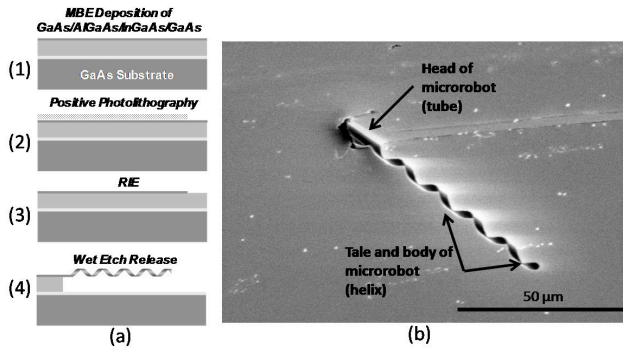 MBE Deposition of
GaAs/AlGaAs/InGaAs/GaAs
(1)
GaAs Substrate
Positive Photolithography
(2)
RIE
(3)
Wet Etch Release
(4)
(a)
Head of
microrobot
(tube)
Tale and body of
microrobot
(helix)
50 µm
(b)